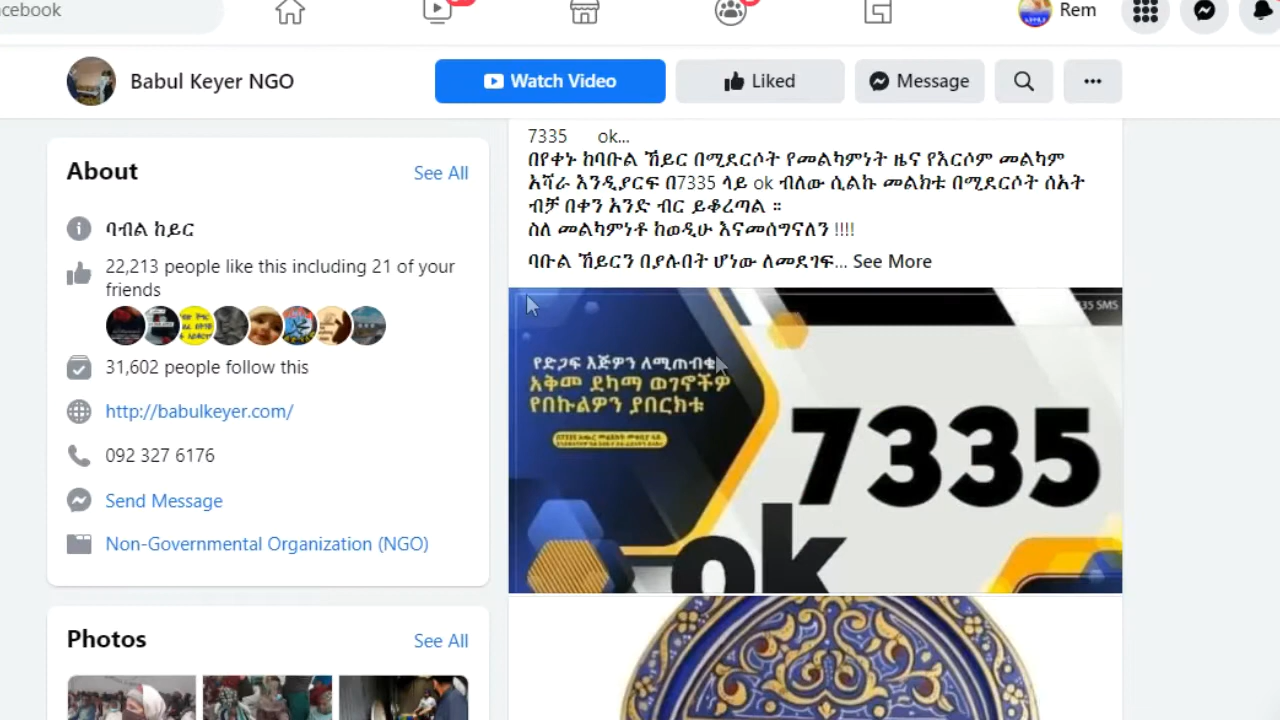 cebook
Rem
Babul Keyer NGO
Watch Video
Liked
Message
About
See All
ባብል ከይር
22,213 people like this including 21 of your
friends
31,602 people follow this
http://babulkeyer.com/
092 327 6176
Send Message
Non-Governmental Organization (NGO)
Photos
See All
7335 ok...
በየቀኑ ከባቡል ኸይር በሚደርሶት የመልካምነት ዜና የእርሶም መልካም
አሻራ እንዲያርፍ በ7335 ላይ ok ብለው ሲልኩ መልክቱ በሚደርሶት ሰአት
ብቻ በቀን አንድ ብር ይቆረጣል ።
ስለ መልካምነቶ ከወዲሁ እናመሰግናለን !!!!
ባቡል ኸይርን በያሉበት ሆነው ለመደገፍ... See More
335 SMS
የድጋፍ እጅዎን ለሚጠብቁ
አቅመ ደካማ ወገኖችዎ
የበኩልዎን ያበርክቱ
7335
ok